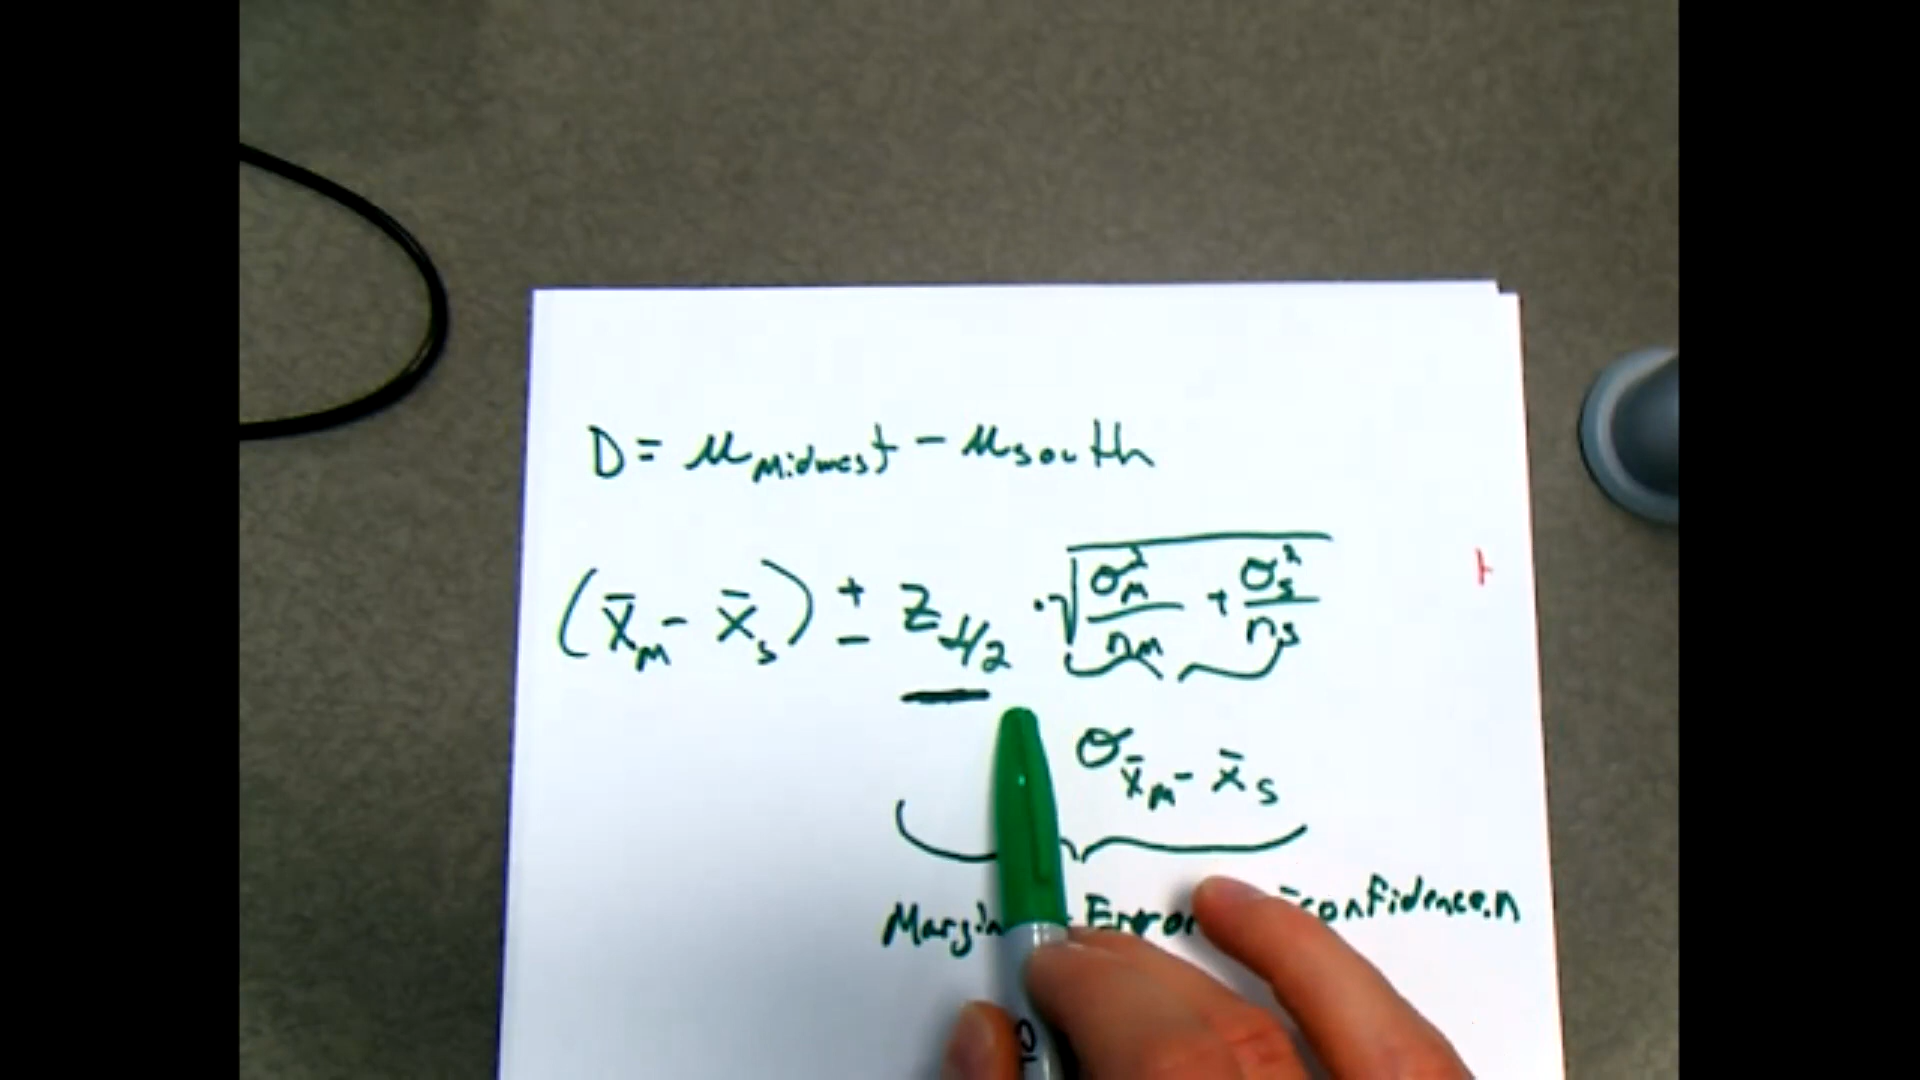 D = μMidwest - μSouth
(x̄m - x̄s) ± Zα/2 · √(σm²/nm + σs²/ns)
σx̄m - x̄s
Margin Error confidence.n